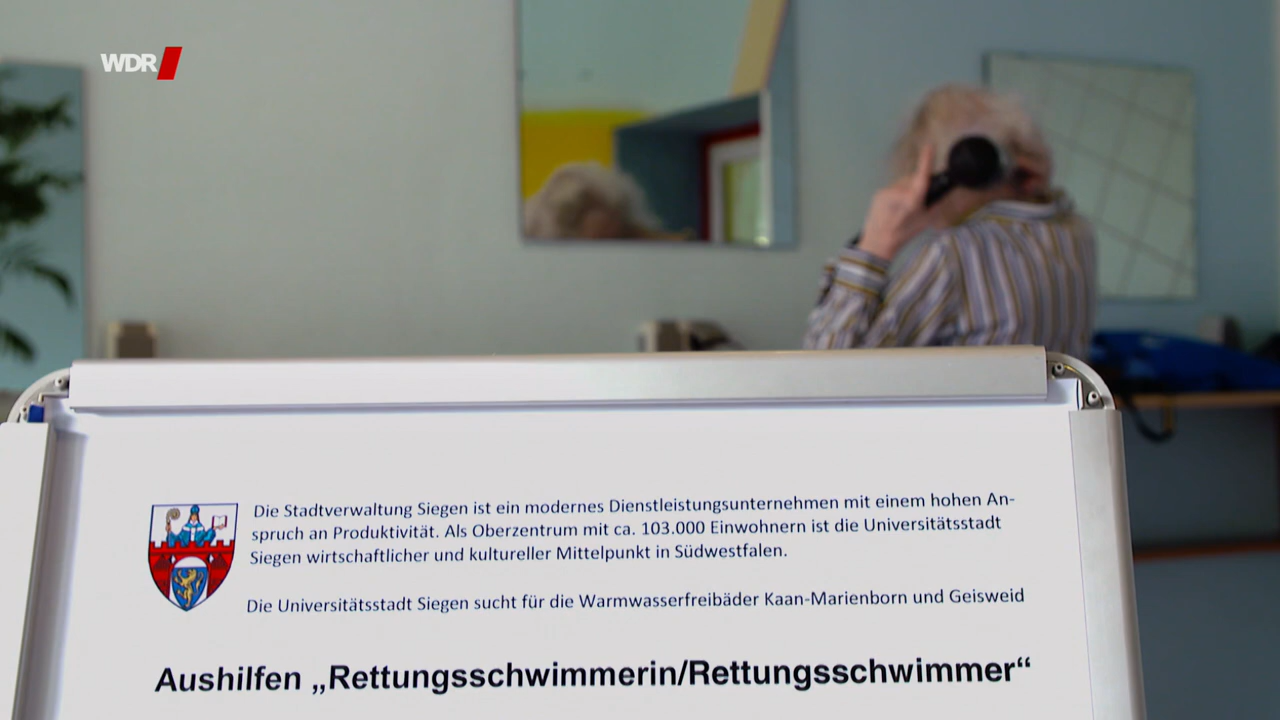 WDR
Die Stadtverwaltung Siegen ist ein modernes Dienstleistungsunternehmen mit einem hohen An-
spruch an Produktivität. Als Oberzentrum mit ca. 103.000 Einwohnern ist die Universitätsstadt
Siegen wirtschaftlicher und kultureller Mittelpunkt in Südwestfalen.
Die Universitätsstadt Siegen sucht für die Warmwasserfreibäder Kaan-Marienborn und Geisweid
Aushilfen „Rettungsschwimmerin/Rettungsschwimmer“